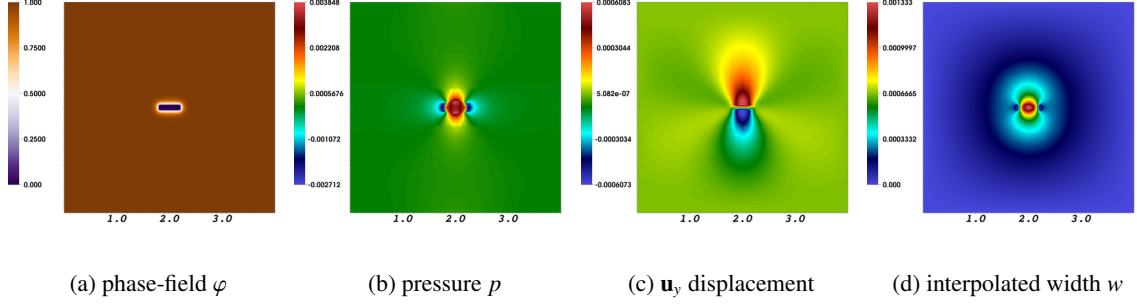 1.000
0.7500
0.5000
0.2500
0.000
1.0 2.0 3.0
0.003848
0.002208
0.0005676
-0.001072
-0.002712
1.0 2.0 3.0
0.0006083
0.0003044
5.082e-07
-0.0003034
-0.0006073
1.0 2.0 3.0
0.001333
0.0009997
0.0006665
0.0003332
0.000
1.0 2.0 3.0
(a) phase-field φ
(b) pressure p
(c) u_y displacement
(d) interpolated width w